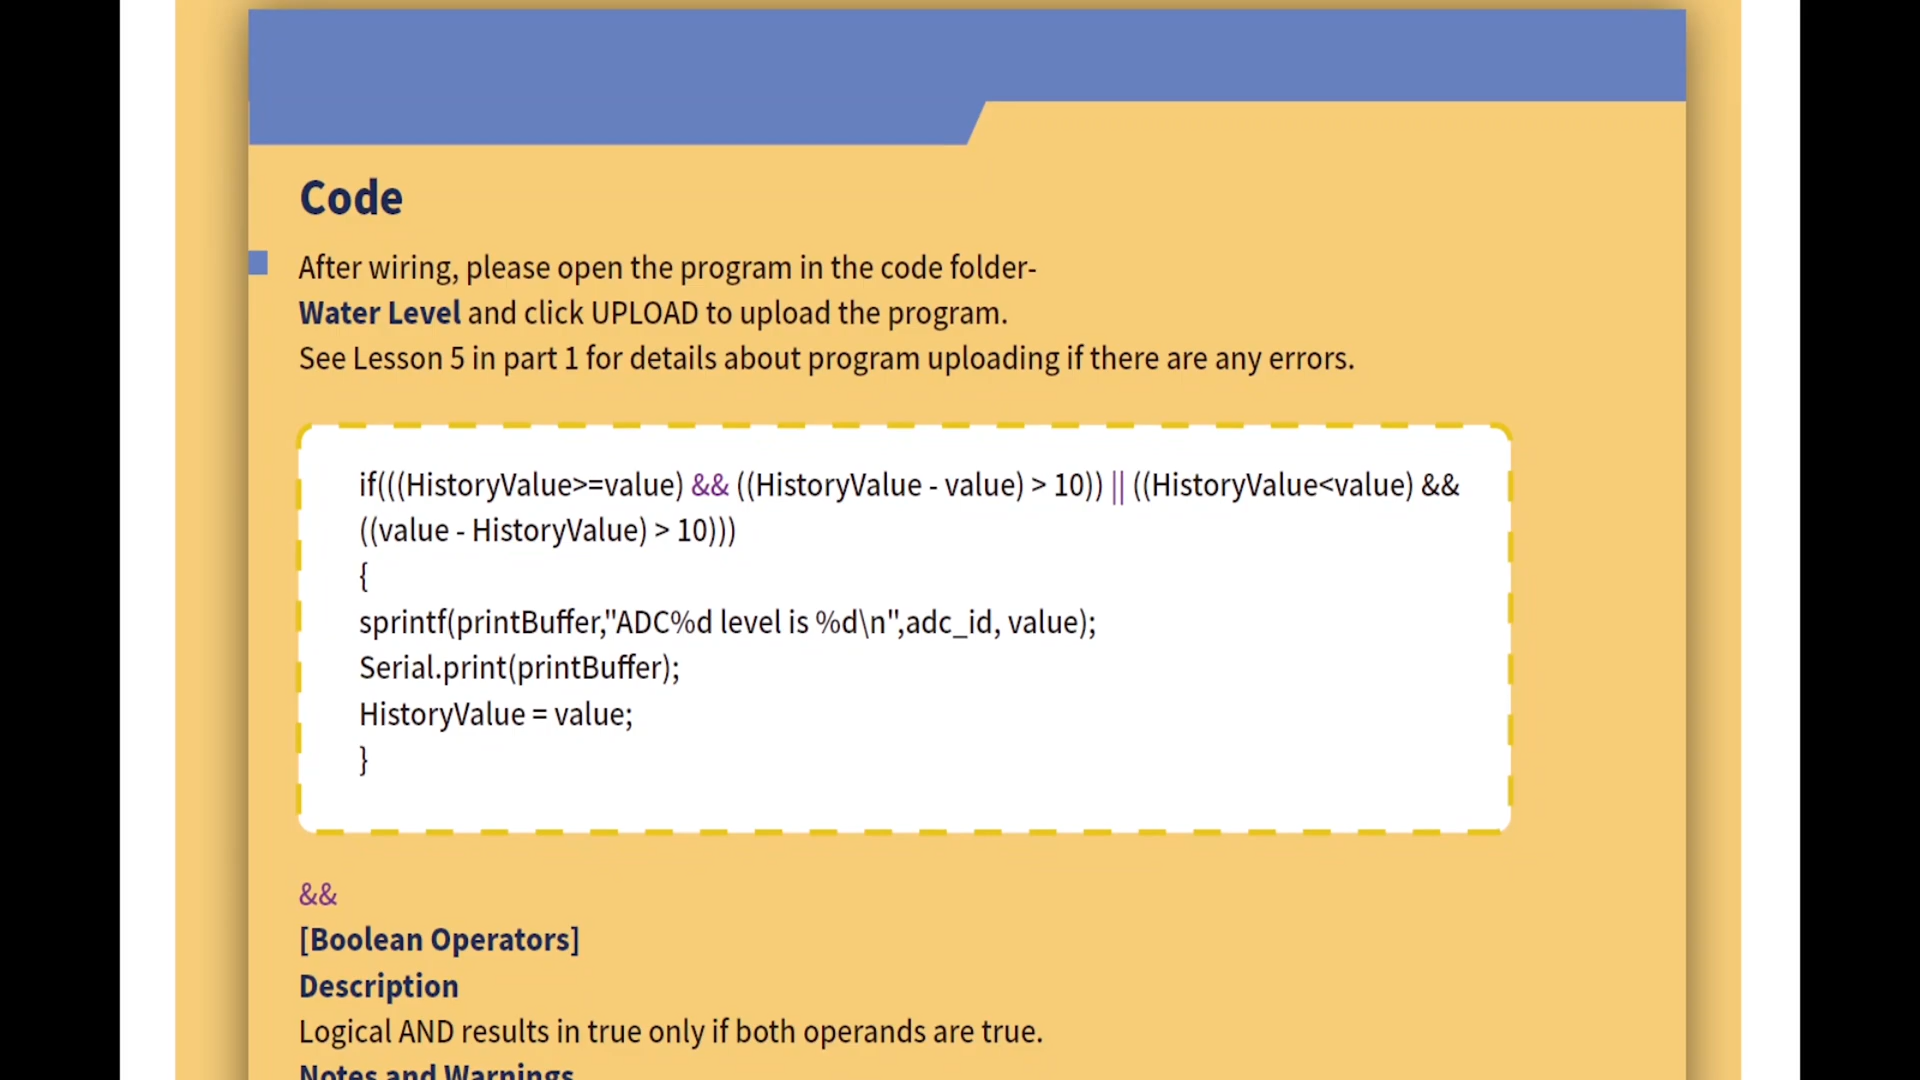 Code
After wiring, please open the program in the code folder-
Water Level and click UPLOAD to upload the program.
See Lesson 5 in part 1 for details about program uploading if there are any errors.
if(((HistoryValue>=value) && ((HistoryValue - value) > 10)) || ((HistoryValue<value) &&
((value - HistoryValue) > 10)))
{
sprintf(printBuffer,"ADC%d level is %d\n",adc_id, value);
Serial.print(printBuffer);
HistoryValue = value;
}
&&
[Boolean Operators]
Description
Logical AND results in true only if both operands are true.
Notes and Warnings